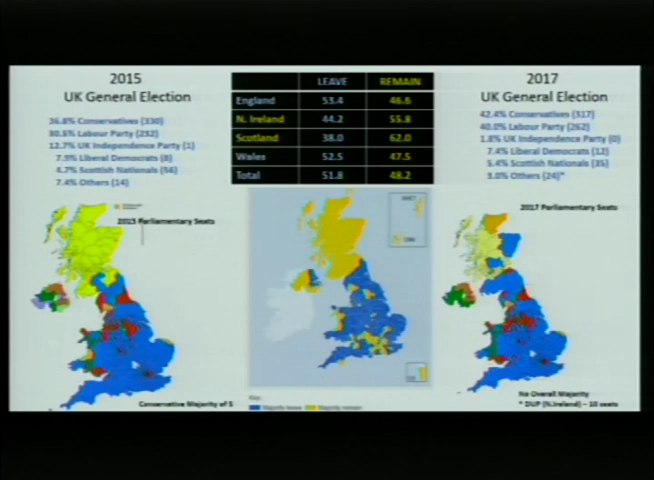 2015
UK General Election
36.8% Conservatives (330)
30.5% Labour Party (232)
12.7% UK Independence Party (1)
7.9% Liberal Democrats (8)
4.7% Scottish Nationals (56)
7.4% Others (14)
2015 Parliamentary Seats
Conservative Majority of 5
LEAVE REMAIN
England 53.4 46.6
N. Ireland 44.2 55.8
Scotland 38.0 62.0
Wales 52.5 47.5
Total 51.8 48.2
Key:
Majority leave Majority remain
2017
UK General Election
42.4% Conservatives (317)
40.0% Labour Party (262)
1.8% UK Independence Party (0)
7.4% Liberal Democrats (12)
5.4% Scottish Nationals (35)
3.0% Others (24)*
2017 Parliamentary Seats
No Overall Majority
* DUP (N.Ireland) – 10 seats